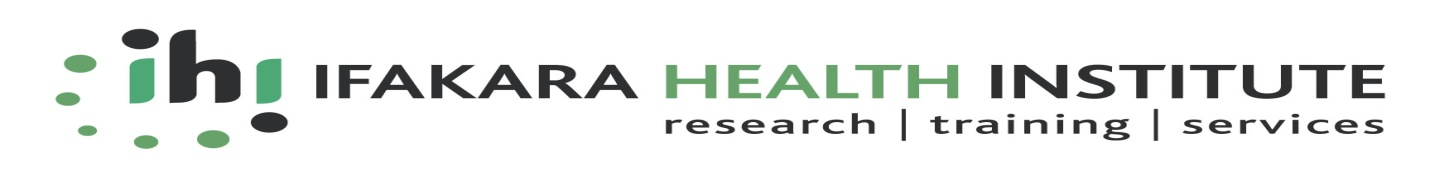 ihi IFAKARA HEALTH INSTITUTE
research | training | services